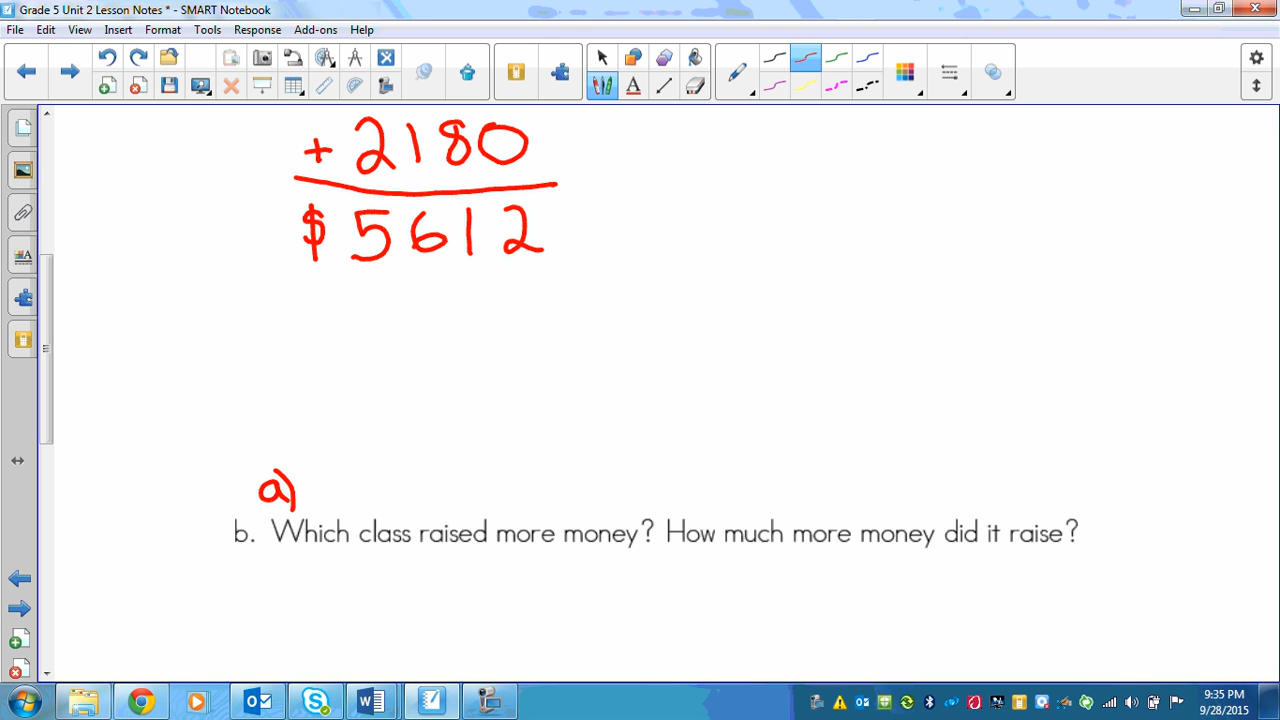 Grade 5 Unit 2 Lesson Notes * - SMART Notebook
File Edit View Insert Format Tools Response Add-ons Help
+ 2180
$ 5612
a)
b. Which class raised more money? How much more money did it raise?
9:35 PM
9/28/2015